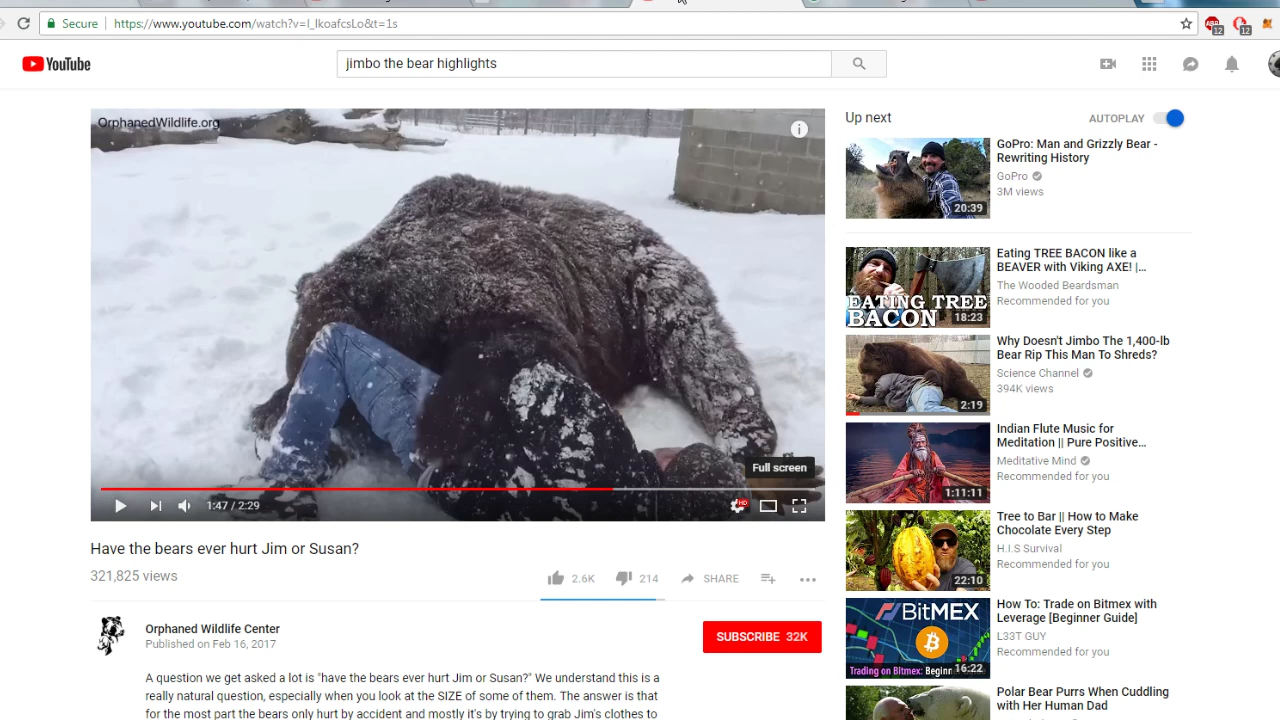 Secure
https://www.youtube.com/watch?v=I_lkoafcsLo&t=1s
12
12
YouTube
jimbo the bear highlights
OrphanedWildlife.org
Full screen
1:47 / 2:29
HD
Have the bears ever hurt Jim or Susan?
321,825 views
2.6K
214
SHARE
Orphaned Wildlife Center
Published on Feb 16, 2017
SUBSCRIBE 32K
A question we get asked a lot is "have the bears ever hurt Jim or Susan?" We understand this is a
really natural question, especially when you look at the SIZE of some of them. The answer is that
for the most part the bears only hurt by accident and mostly it's by trying to grab Jim's clothes to
Up next
AUTOPLAY
20:39
GoPro: Man and Grizzly Bear -
Rewriting History
GoPro
3M views
EATING TREE
BACON
18:23
Eating TREE BACON like a
BEAVER with Viking AXE! |...
The Wooded Beardsman
Recommended for you
2:19
Why Doesn't Jimbo The 1,400-lb
Bear Rip This Man To Shreds?
Science Channel
394K views
1:11:11
Indian Flute Music for
Meditation || Pure Positive...
Meditative Mind
Recommended for you
22:10
Tree to Bar || How to Make
Chocolate Every Step
H.I.S Survival
Recommended for you
BitMEX
Trading on Bitmex: Beginn
16:22
How To: Trade on Bitmex with
Leverage [Beginner Guide]
L33T GUY
Recommended for you
Polar Bear Purrs When Cuddling
with Her Human Dad